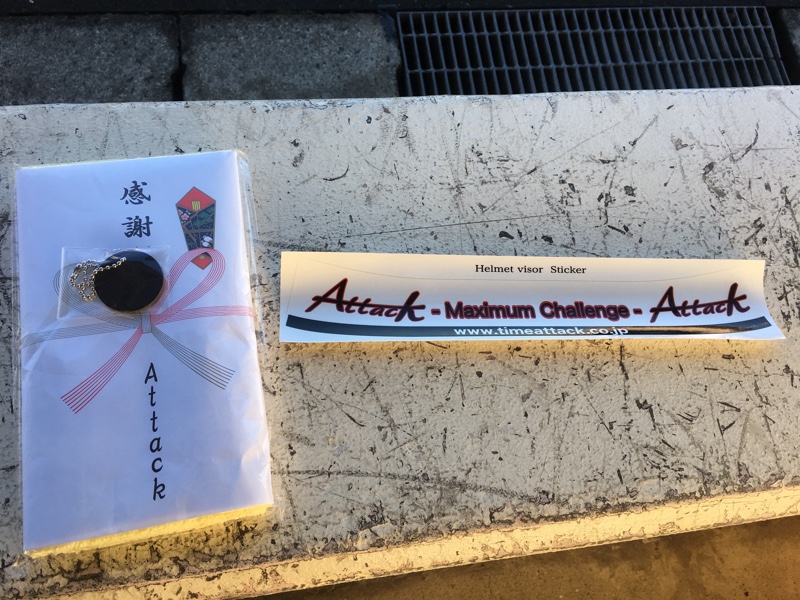 感謝
Attack
Helmet visor Sticker
Attack - Maximum Challenge - Attack
www.timeattack.co.jp